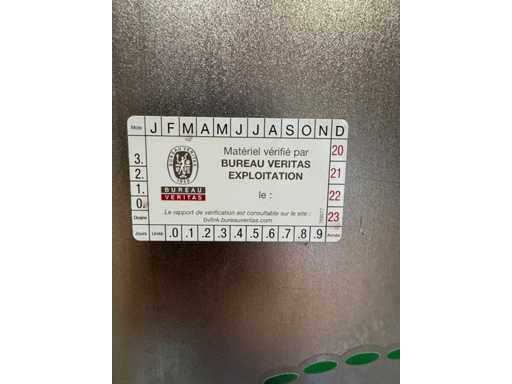 Mois J F M A M J J A S O N D
Matériel vérifié par
BUREAU VERITAS
EXPLOITATION
le :
BUREAU
VERITAS
3.
2.
1.
0.
20
21
22
23
Le rapport de vérification est consultable sur le site :
bvlink.bureauveritas.com
Dizaine
Jours Unité .0 .1 .2 .3 .4 .5 .6 .7 .8 .9 Année